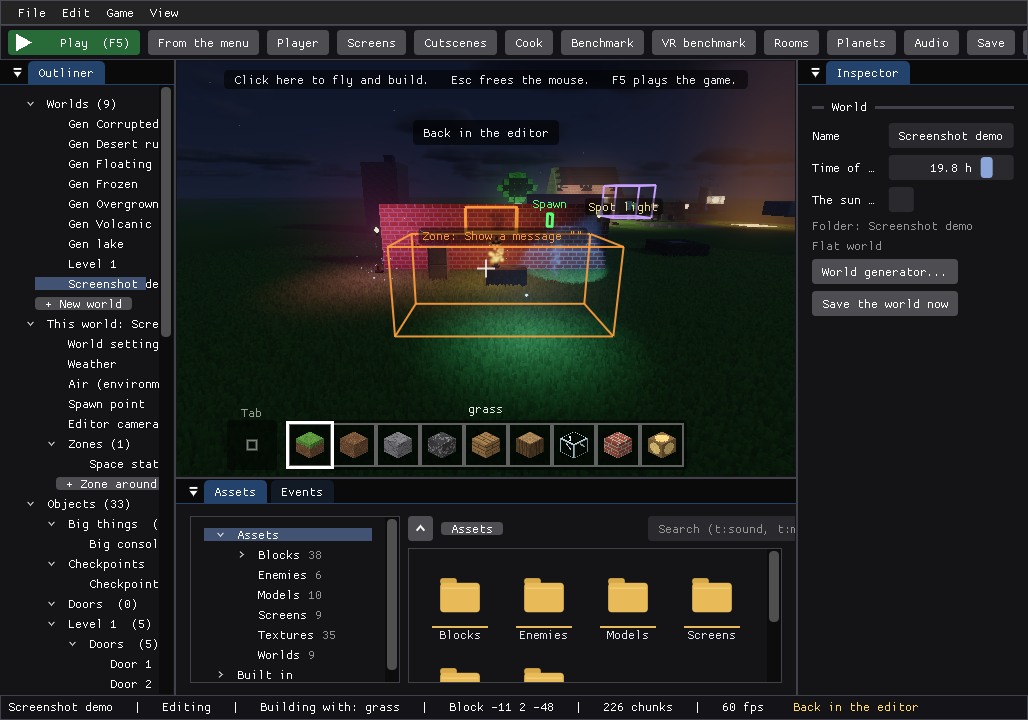 File Edit Game View
Play (F5) From the menu Player Screens Cutscenes Cook Benchmark VR benchmark Rooms Planets Audio Save
Outliner
Worlds (9)
Gen Corrupted
Gen Desert ru
Gen Floating
Gen Frozen
Gen Overgrown
Gen Volcanic
Gen lake
Level 1
Screenshot de
+ New world
This world: Scre
World setting
Weather
Air (environm
Spawn point
Editor camera
Zones (1)
Space stat
+ Zone around
Objects (33)
Big things (
Big consol
Checkpoints
Checkpoint
Doors (0)
Level 1 (5)
Doors (5)
Door 1
Door 2
Click here to fly and build. Esc frees the mouse. F5 plays the game.
Back in the editor
Spawn
Spot light
Zone: Show a message ""
Tab
grass
Assets Events
Assets
Blocks 38
Enemies 6
Models 10
Screens 9
Textures 35
Worlds 9
Built in
Assets
Search (t:sound, t:m
Blocks Enemies Models Screens
Inspector
World
Name Screenshot demo
Time of … 19.8 h
The sun …
Folder: Screenshot demo
Flat world
World generator...
Save the world now
Screenshot demo | Editing | Building with: grass | Block -11 2 -48 | 226 chunks | 60 fps Back in the editor